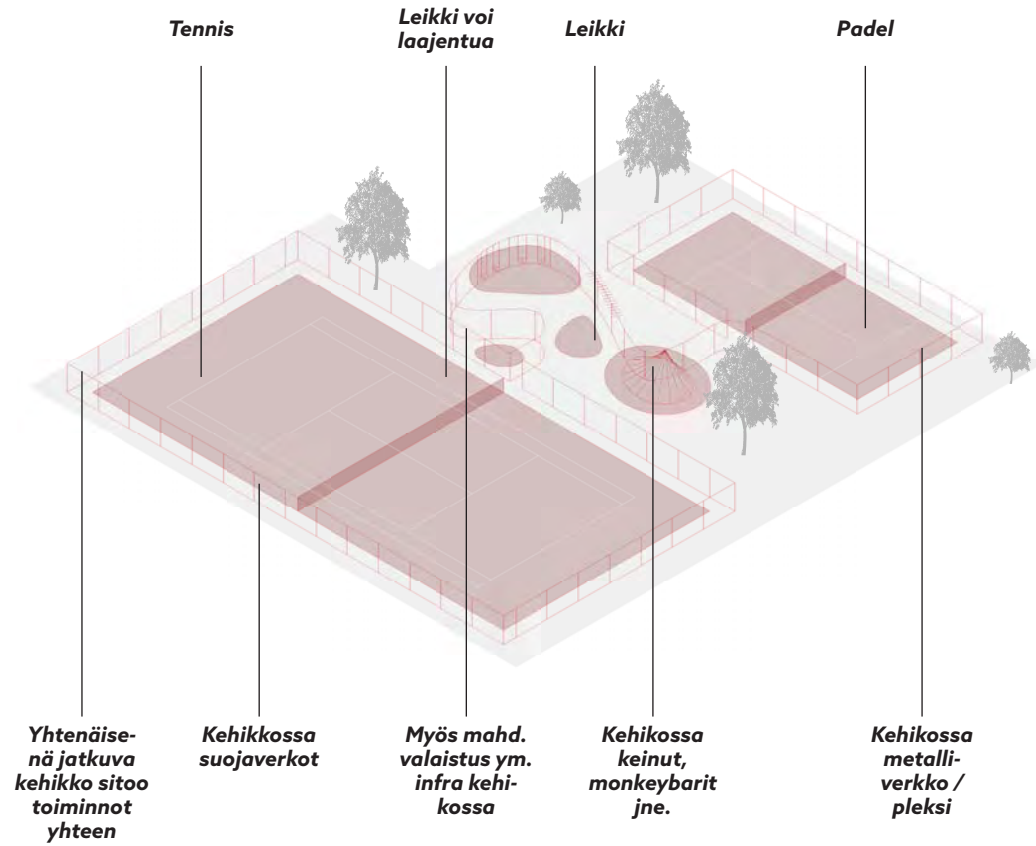 Tennis
Leikki voi
laajentua
Leikki
Padel
Yhtenäise-
nä jatkuva
kehikko sitoo
toiminnot
yhteen
Kehikkossa
suojaverkot
Myös mahd.
valaistus ym.
infra kehi-
kossa
Kehikossa
keinut,
monkeybarit
jne.
Kehikossa
metalli-
verkko /
pleksi